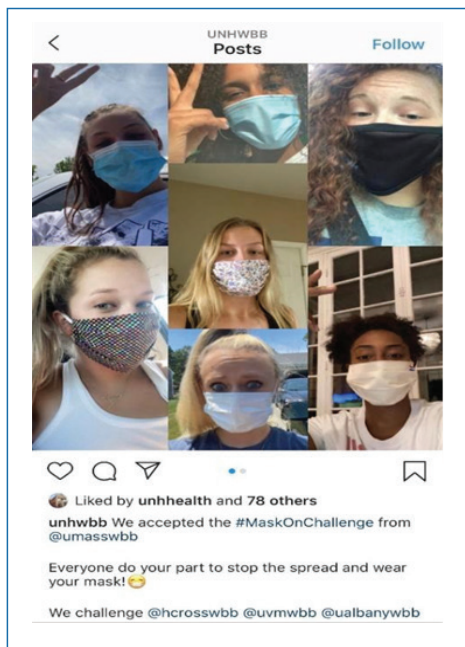 UNHWBB
Posts
Follow
Liked by unhhealth and 78 others
unhwbb We accepted the #MaskOnChallenge from
@umasswbb
Everyone do your part to stop the spread and wear
your mask!😷
We challenge @hcrosswbb @uvmwbb @ualbanywbb